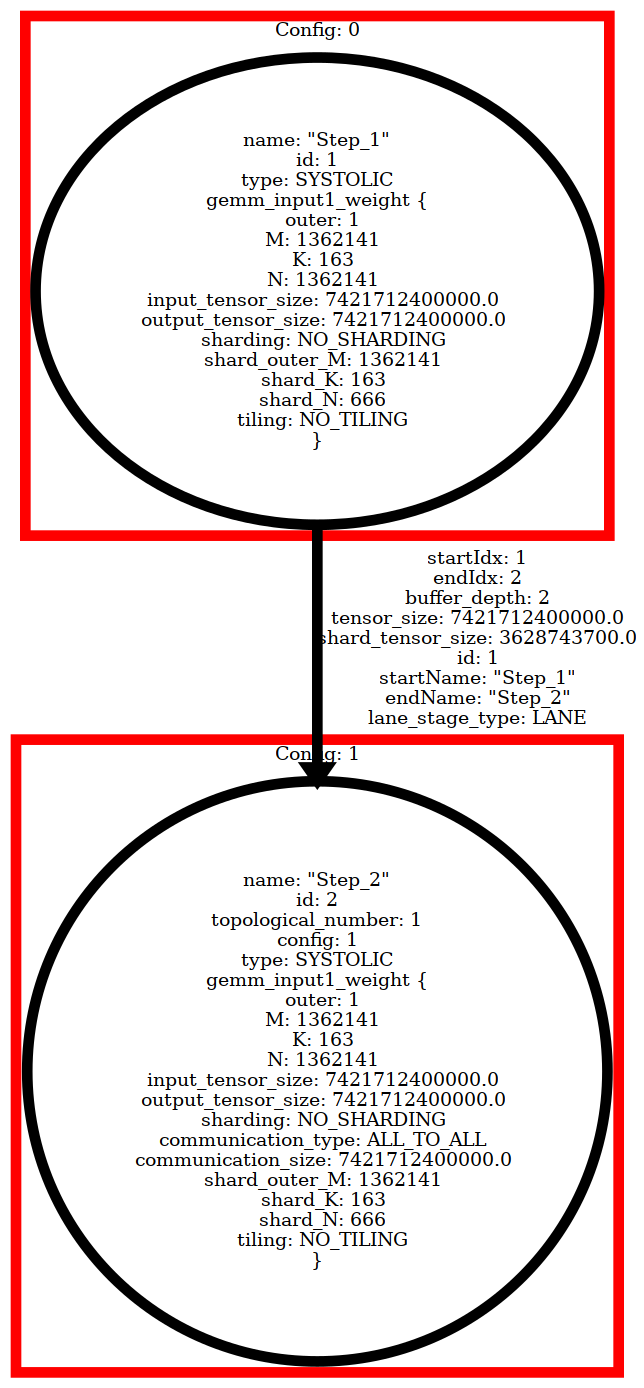 Config: 0
name: "Step_1"
id: 1
type: SYSTOLIC
gemm_input1_weight {
outer: 1
M: 1362141
K: 163
N: 1362141
input_tensor_size: 7421712400000.0
output_tensor_size: 7421712400000.0
sharding: NO_SHARDING
shard_outer_M: 1362141
shard_K: 163
shard_N: 666
tiling: NO_TILING
}
startIdx: 1
endIdx: 2
buffer_depth: 2
tensor_size: 7421712400000.0
shard_tensor_size: 3628743700.0
id: 1
startName: "Step_1"
endName: "Step_2"
lane_stage_type: LANE
Config: 1
name: "Step_2"
id: 2
topological_number: 1
config: 1
type: SYSTOLIC
gemm_input1_weight {
outer: 1
M: 1362141
K: 163
N: 1362141
input_tensor_size: 7421712400000.0
output_tensor_size: 7421712400000.0
sharding: NO_SHARDING
communication_type: ALL_TO_ALL
communication_size: 7421712400000.0
shard_outer_M: 1362141
shard_K: 163
shard_N: 666
tiling: NO_TILING
}